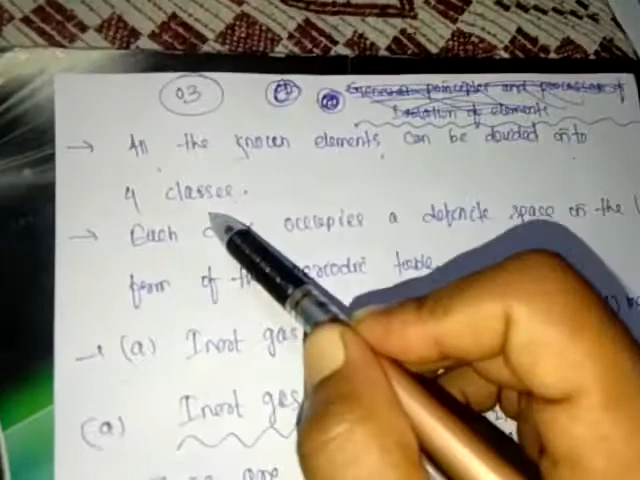 03
General principles and processes of
Isolation of elements
→ All the known elements can be divided into
4 classes.
→ Each occupies a definite space in the
form of the periodic table
→ (a) Inert gas
(a) Inert gas